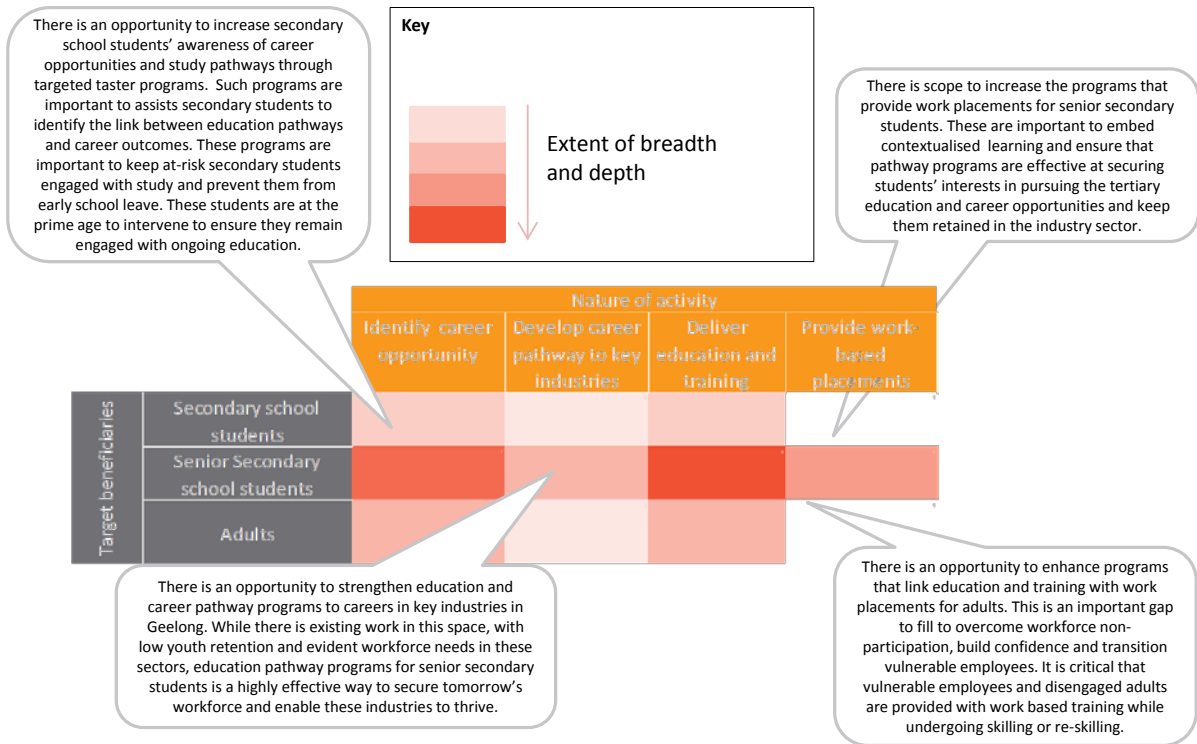 There is an opportunity to increase secondary
school students’ awareness of career
opportunities and study pathways through
targeted taster programs.  Such programs are
important to assists secondary students to
identify the link between education pathways
and career outcomes. These programs are
important to keep at-risk secondary students
engaged with study and prevent them from
early school leave. These students are at the
prime age to intervene to ensure they remain
engaged with ongoing education.
Key
Extent of breadth
and depth
There is scope to increase the programs that
provide work placements for senior secondary
students. These are important to embed
contextualised  learning and ensure that
pathway programs are effective at securing
students’ interests in pursuing the tertiary
education and career opportunities and keep
them retained in the industry sector.
Nature of activity
Identify career
opportunity
Develop career
pathway to key
industries
Deliver
education and
training
Provide work-
based
placements
Target beneficiaries
Secondary school
students
Senior Secondary
school students
Adults
There is an opportunity to strengthen education and
career pathway programs to careers in key industries in
Geelong. While there is existing work in this space, with
low youth retention and evident workforce needs in these
sectors, education pathway programs for senior secondary
students is a highly effective way to secure tomorrow’s
workforce and enable these industries to thrive.
There is an opportunity to enhance programs
that link education and training with work
placements for adults. This is an important gap
to fill to overcome workforce non-
participation, build confidence and transition
vulnerable employees. It is critical that
vulnerable employees and disengaged adults
are provided with work based training while
undergoing skilling or re-skilling.